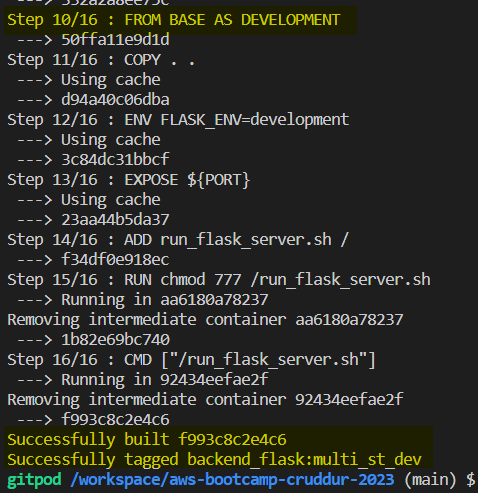 Step 10/16 : FROM BASE AS DEVELOPMENT
---> 50ffa11e9d1d
Step 11/16 : COPY . .
---> Using cache
---> d94a40c06dba
Step 12/16 : ENV FLASK_ENV=development
---> Using cache
---> 3c84dc31bbcf
Step 13/16 : EXPOSE ${PORT}
---> Using cache
---> 23aa44b5da37
Step 14/16 : ADD run_flask_server.sh /
---> f34df0e918ec
Step 15/16 : RUN chmod 777 /run_flask_server.sh
---> Running in aa6180a78237
Removing intermediate container aa6180a78237
---> 1b82e69bc740
Step 16/16 : CMD ["/run_flask_server.sh"]
---> Running in 92434eefae2f
Removing intermediate container 92434eefae2f
---> f993c8c2e4c6
Successfully built f993c8c2e4c6
Successfully tagged backend_flask:multi_st_dev
gitpod /workspace/aws-bootcamp-cruddur-2023 (main) $